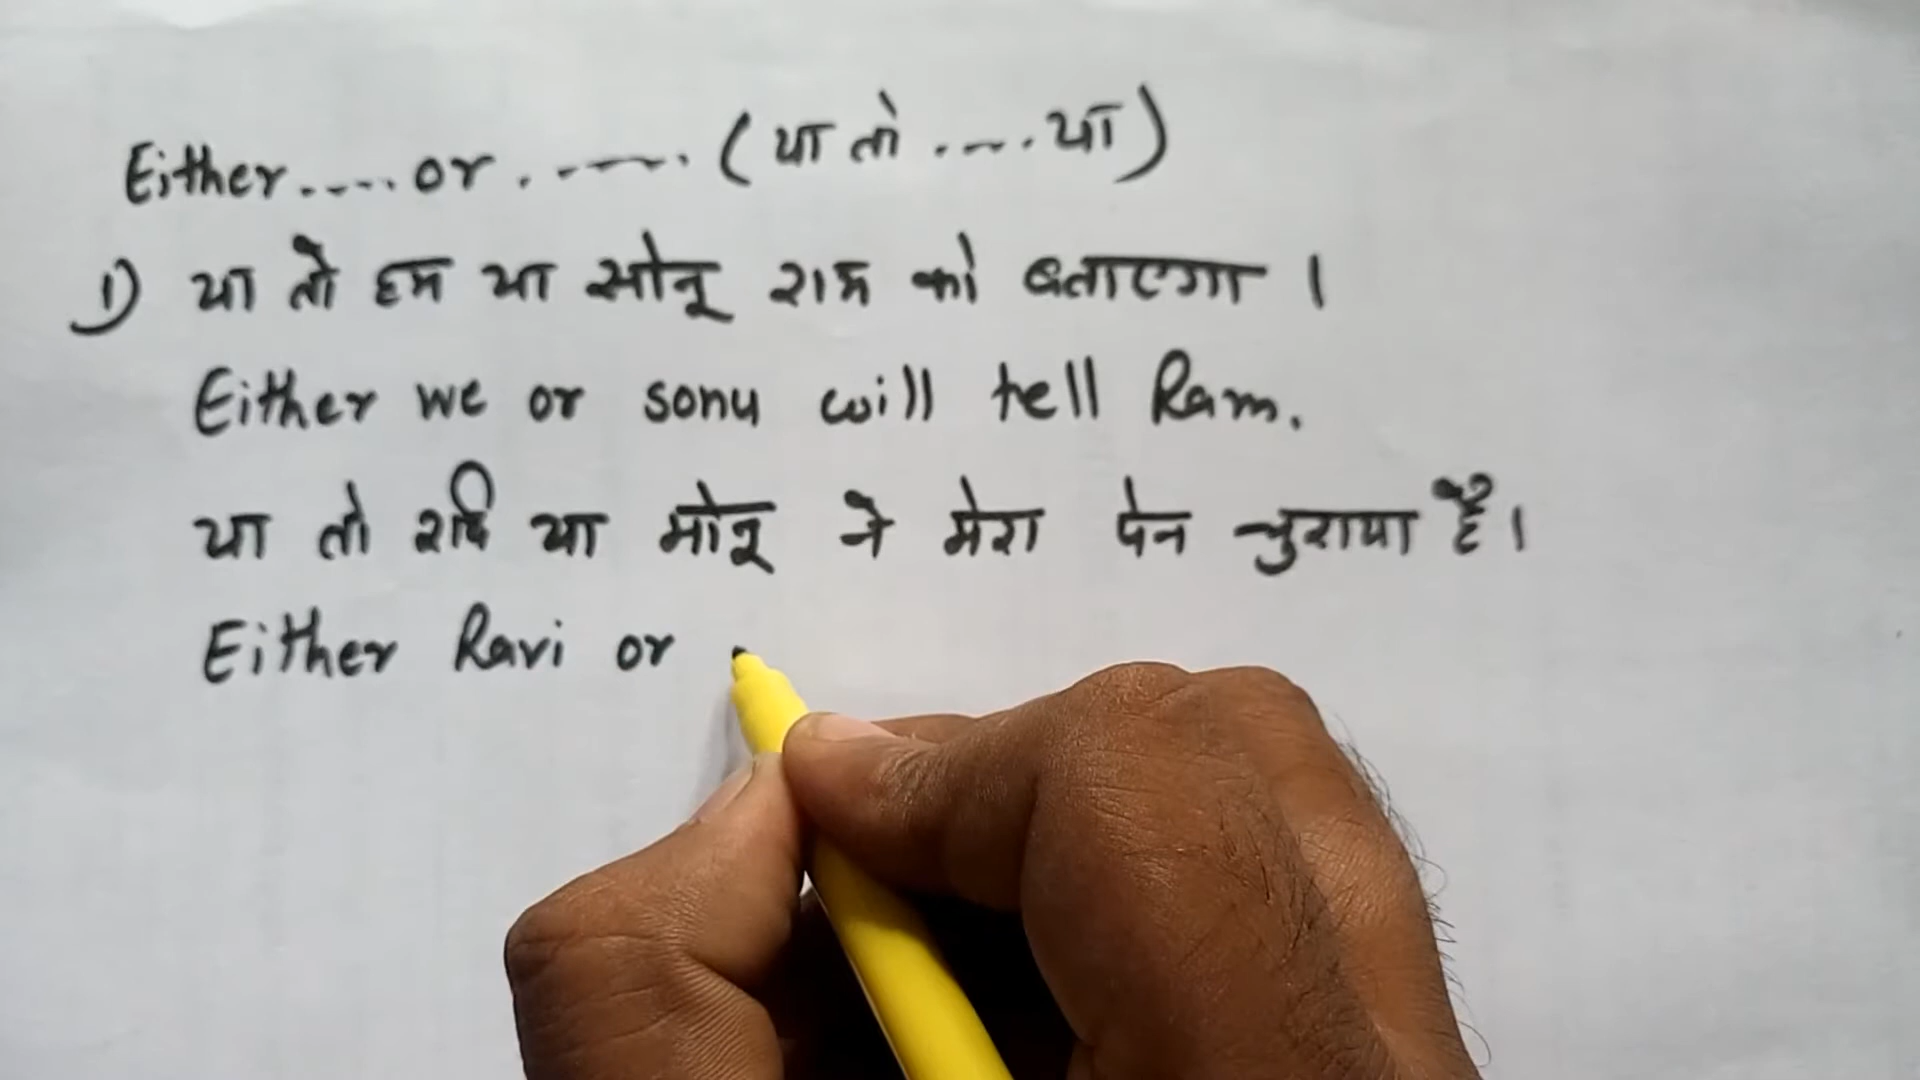 Either.... or ........ (या तो ..... या)
1) या तो हम या सोनू राम को बताएगा ।
Either we or sonu will tell Ram.
या तो रवि या मोनू ने मेरा पेन चुराया है ।
Either Ravi or